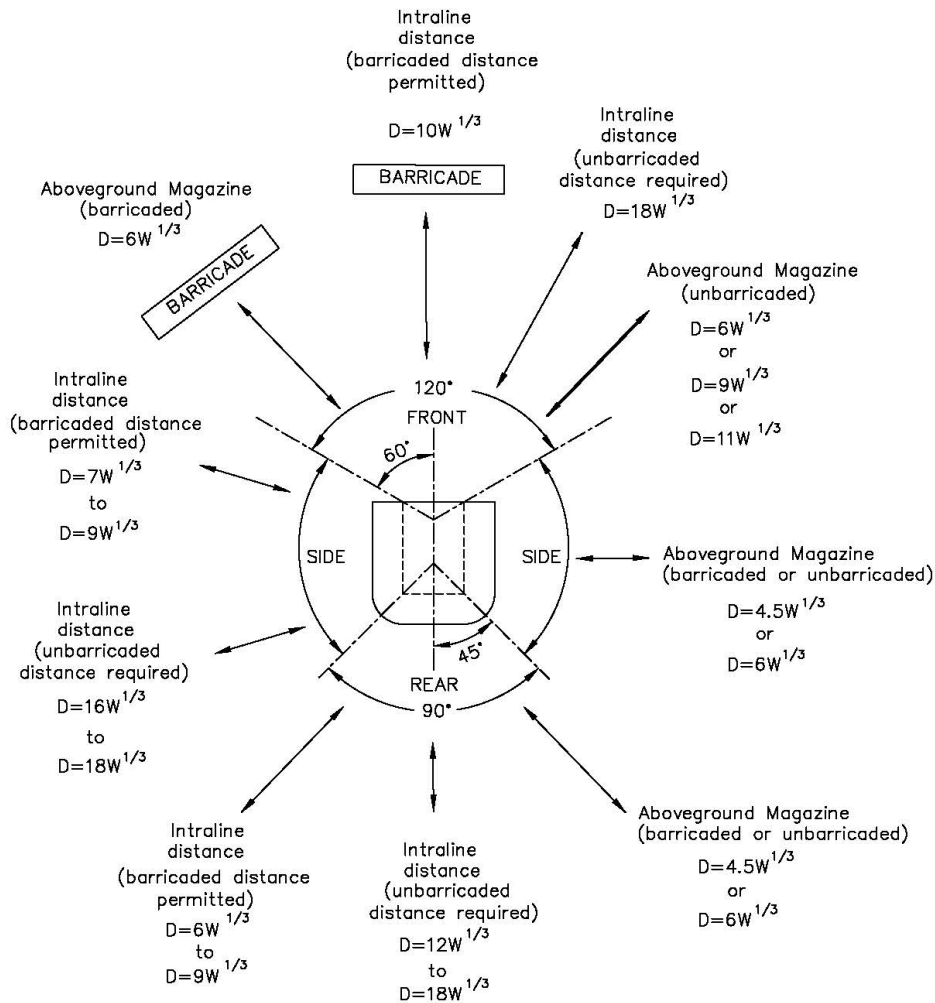 Intraline
distance
(barricaded distance
permitted)
D=10W 1/3
BARRICADE
Intraline
distance
(unbarricaded
distance required)
D=18W 1/3
Aboveground Magazine
(barricaded)
D=6W 1/3
BARRICADE
Aboveground Magazine
(unbarricaded)
D=6W 1/3
or
D=9W 1/3
or
D=11W 1/3
120°
FRONT
60°
Intraline
distance
(barricaded distance
permitted)
D=7W 1/3
to
D=9W 1/3
SIDE
SIDE
Aboveground Magazine
(barricaded or unbarricaded)
D=4.5W 1/3
or
D=6W 1/3
Intraline
distance
(unbarricaded
distance required)
D=16W 1/3
to
D=18W 1/3
45°
REAR
90°
Intraline
distance
(barricaded distance
permitted)
D=6W 1/3
to
D=9W 1/3
Intraline
distance
(unbarricaded
distance required)
D=12W 1/3
to
D=18W 1/3
Aboveground Magazine
(barricaded or unbarricaded)
D=4.5W 1/3
or
D=6W 1/3